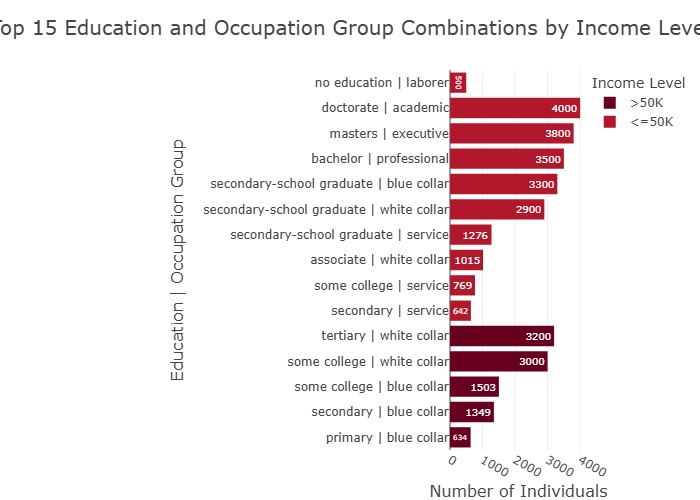 op 15 Education and Occupation Group Combinations by Income Leve
Income Level
>50K
<=50K
Education | Occupation Group
no education | laborer 500
doctorate | academic 4000
masters | executive 3800
bachelor | professional 3500
secondary-school graduate | blue collar 3300
secondary-school graduate | white collar 2900
secondary-school graduate | service 1276
associate | white collar 1015
some college | service 769
secondary | service 642
tertiary | white collar 3200
some college | white collar 3000
some college | blue collar 1503
secondary | blue collar 1349
primary | blue collar 634
0 1000 2000 3000 4000
Number of Individuals